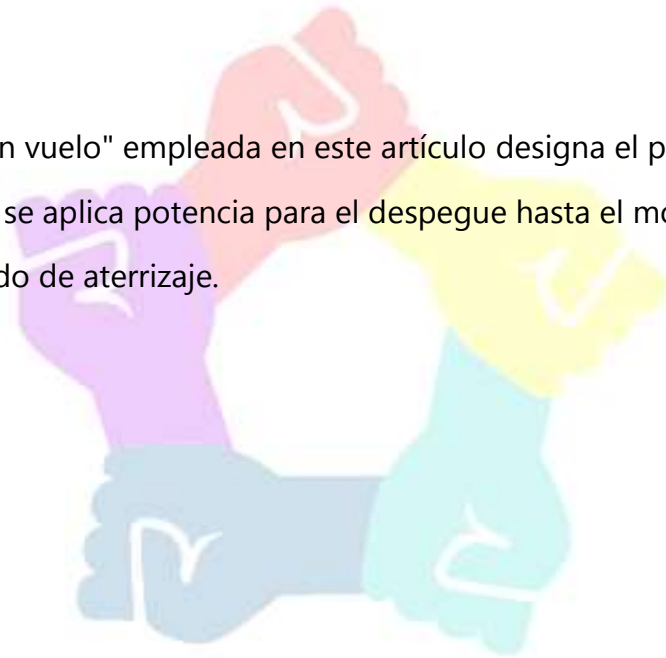 n vuelo" empleada en este artículo designa el p
se aplica potencia para el despegue hasta el mo
do de aterrizaje.